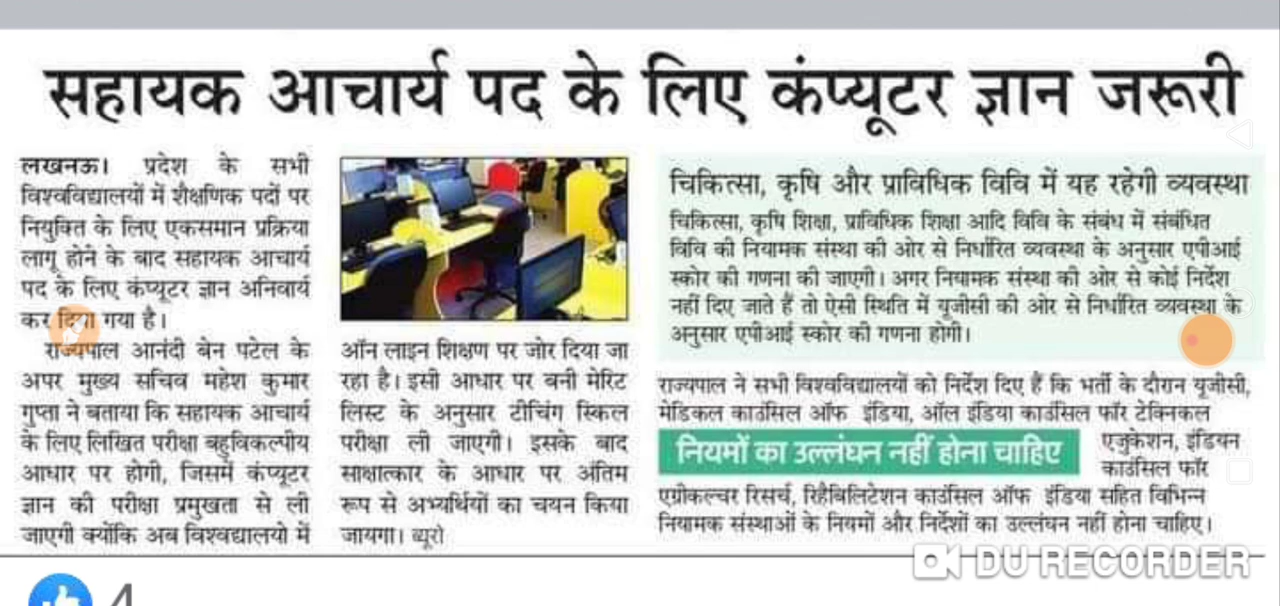 सहायक आचार्य पद के लिए कंप्यूटर ज्ञान जरूरी
लखनऊ। प्रदेश के सभी
विश्वविद्यालयों में शैक्षणिक पदों पर
नियुक्ति के लिए एकसमान प्रक्रिया
लागू होने के बाद सहायक आचार्य
पद के लिए कंप्यूटर ज्ञान अनिवार्य
कर दिया गया है।
राज्यपाल आनंदी बेन पटेल के
अपर मुख्य सचिव महेश कुमार
गुप्ता ने बताया कि सहायक आचार्य
के लिए लिखित परीक्षा बहुविकल्पीय
आधार पर होगी, जिसमें कंप्यूटर
ज्ञान की परीक्षा प्रमुखता से ली
जाएगी क्योंकि अब विश्वद्यालयो में
ऑन लाइन शिक्षण पर जोर दिया जा
रहा है। इसी आधार पर बनी मेरिट
लिस्ट के अनुसार टीचिंग स्किल
परीक्षा ली जाएगी। इसके बाद
साक्षात्कार के आधार पर अंतिम
रूप से अभ्यर्थियों का चयन किया
जायगा। ब्यूरो
चिकित्सा, कृषि और प्राविधिक विवि में यह रहेगी व्यवस्था
चिकित्सा, कृषि शिक्षा, प्राविधिक शिक्षा आदि विवि के संबंध में संबंधित
विवि की नियामक संस्था की ओर से निर्धारित व्यवस्था के अनुसार एपीआई
स्कोर की गणना की जाएगी। अगर नियामक संस्था की ओर से कोई निर्देश
नहीं दिए जाते हैं तो ऐसी स्थिति में यूजीसी की ओर से निर्धारित व्यवस्था के
अनुसार एपीआई स्कोर की गणना होगी।
राज्यपाल ने सभी विश्वविद्यालयों को निर्देश दिए हैं कि भर्ती के दौरान यूजीसी,
मेडिकल काउंसिल ऑफ इंडिया, ऑल इंडिया काउंसिल फॉर टेक्निकल
नियमों का उल्लंघन नहीं होना चाहिए
एजुकेशन, इंडियन
काउंसिल फॉर
एग्रीकल्चर रिसर्च, रिहैबिलिटेशन काउंसिल ऑफ इंडिया सहित विभिन्न
नियामक संस्थाओं के नियमों और निर्देशों का उल्लंघन नहीं होना चाहिए।
DU RECORDER
4